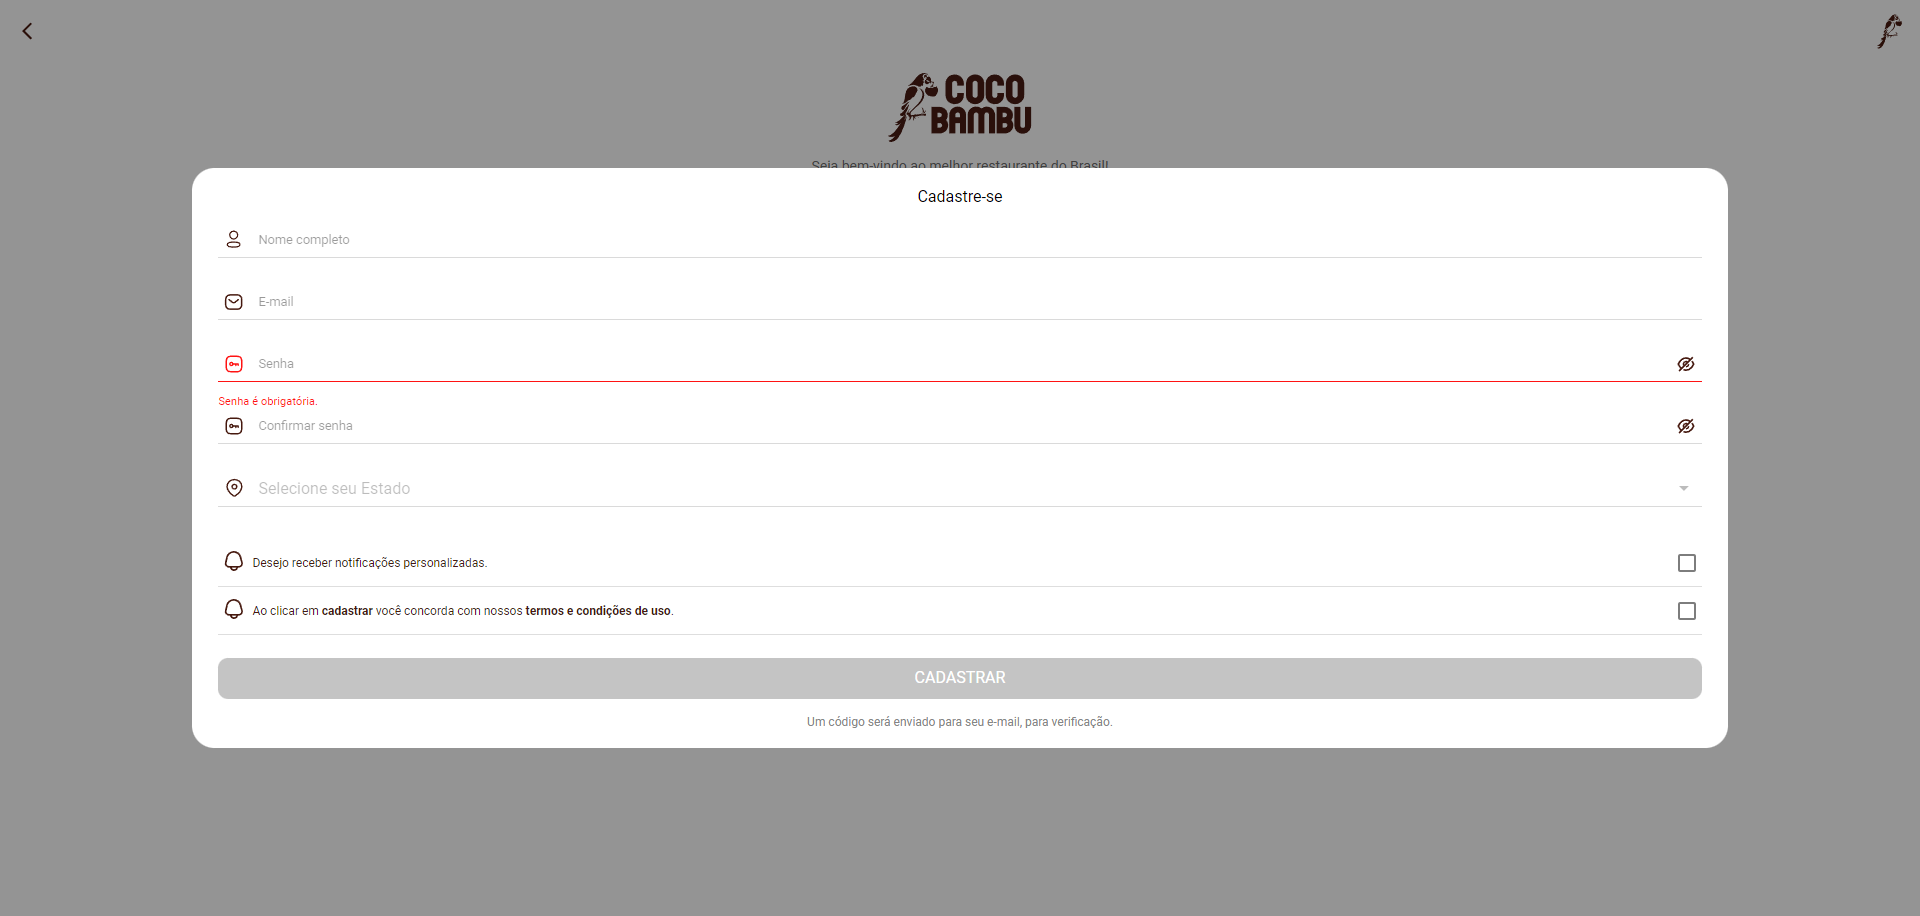 COCO
BAMBU
Seja bem-vindo ao melhor restaurante do Brasil!
Cadastre-se
Nome completo
E-mail
Senha
Senha é obrigatória.
Confirmar senha
Selecione seu Estado
Desejo receber notificações personalizadas.
Ao clicar em cadastrar você concorda com nossos termos e condições de uso.
CADASTRAR
Um código será enviado para seu e-mail, para verificação.